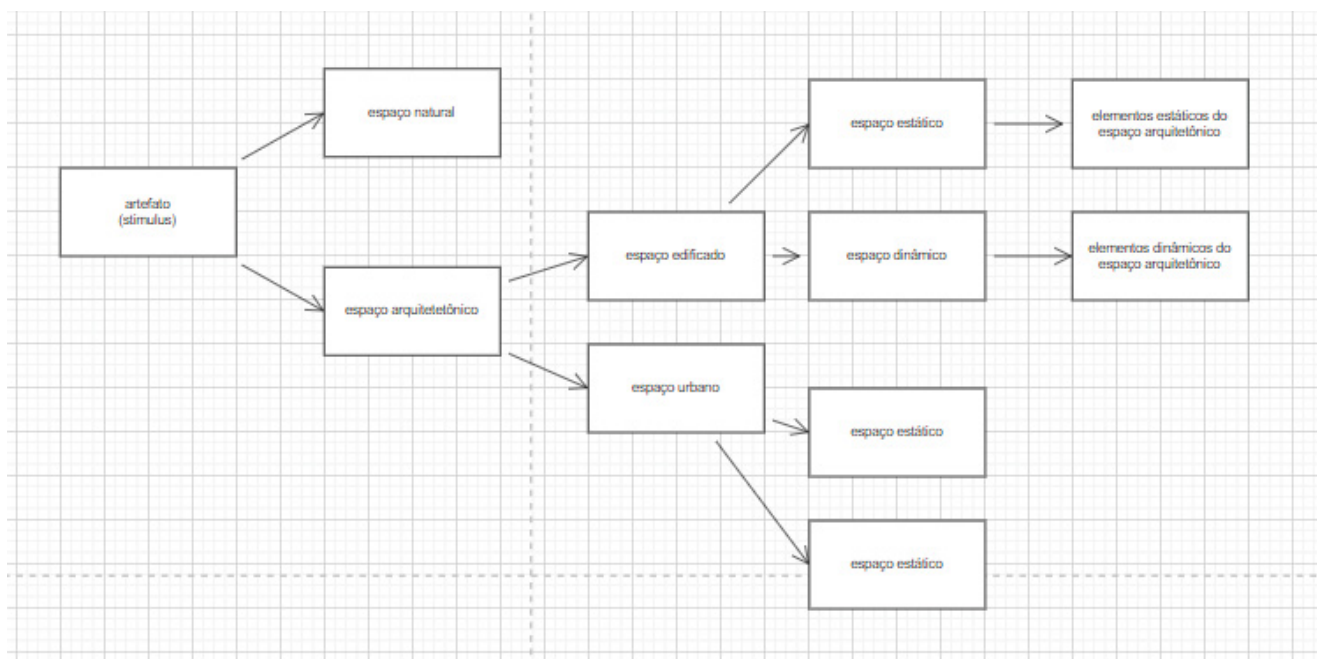 espaço natural
espaço estático
elementos estáticos do
espaço arquitetônico
artefato
(stimulus)
espaço edificado
espaço dinâmico
elementos dinâmicos do
espaço arquitetônico
espaço arquitetetônico
espaço urbano
espaço estático
espaço estático